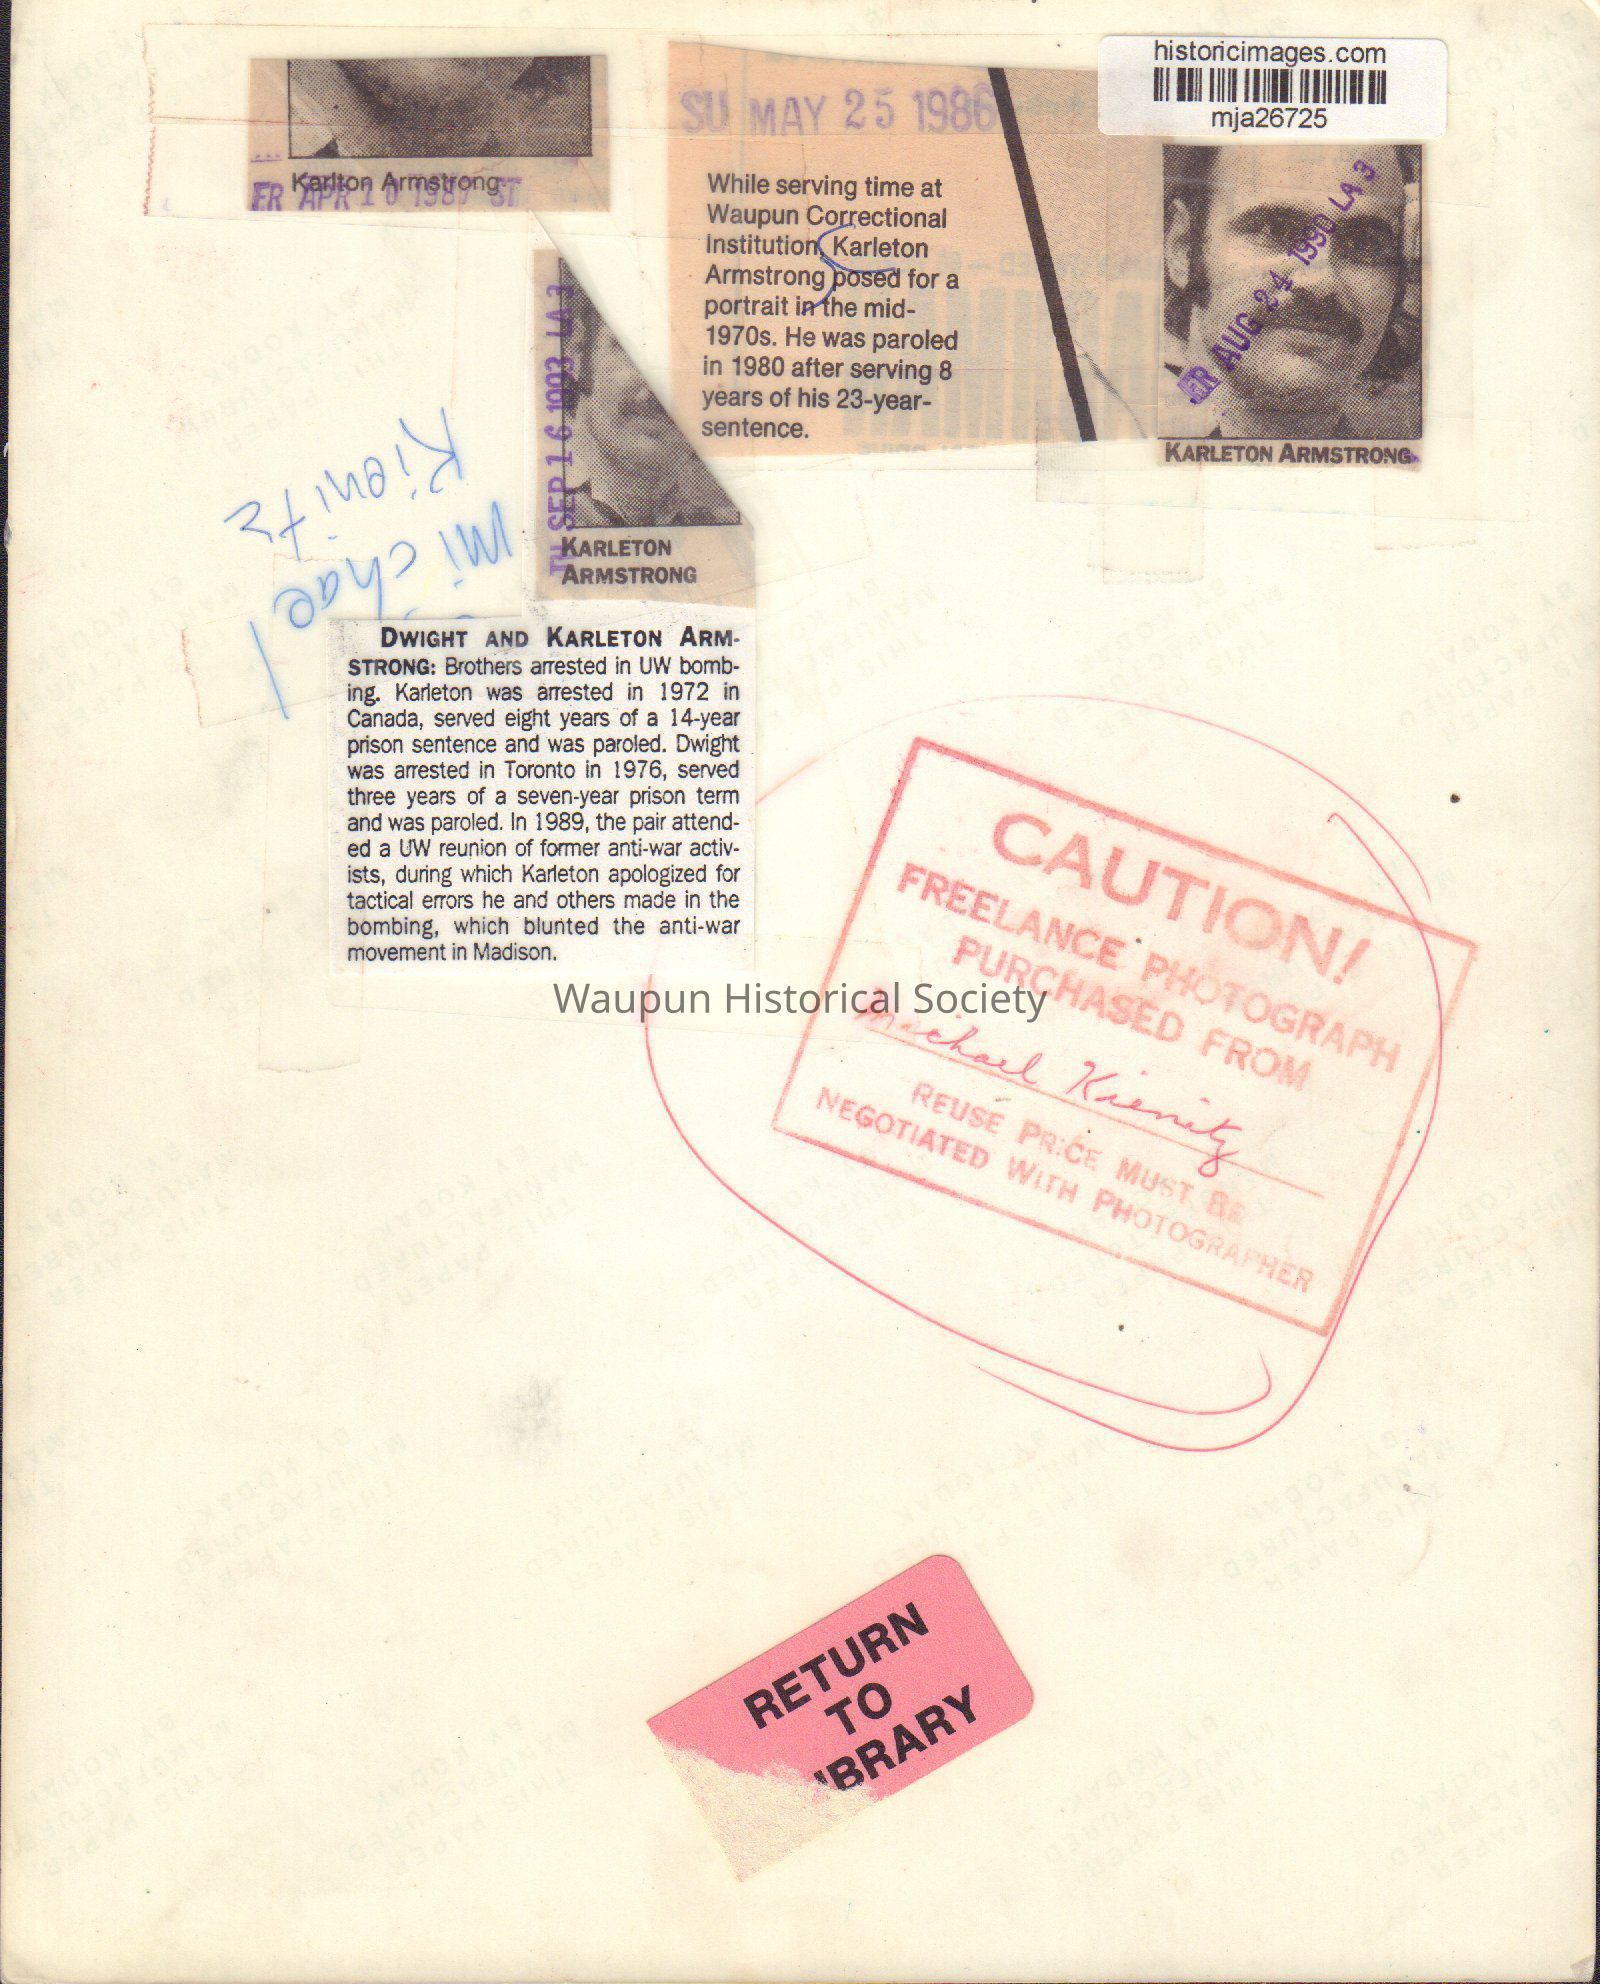 historicimages.com
mja26725
Karlton Armstrong
FR APR 10 1987 ST
SU MAY 25 1986
While serving time at
Waupun Correctional
Institution, Karleton
Armstrong posed for a
portrait in the mid-
1970s. He was paroled
in 1980 after serving 8
years of his 23-year-
sentence.
FR AUG 24 1990 LA 3
KARLETON ARMSTRONG
TH SEP 16 1993 LA 3
KARLETON
ARMSTRONG
Michael
Kienitz
DWIGHT AND KARLETON ARM-
STRONG: Brothers arrested in UW bomb-
ing. Karleton was arrested in 1972 in
Canada, served eight years of a 14-year
prison sentence and was paroled. Dwight
was arrested in Toronto in 1976, served
three years of a seven-year prison term
and was paroled. In 1989, the pair attend-
ed a UW reunion of former anti-war activ-
ists, during which Karleton apologized for
tactical errors he and others made in the
bombing, which blunted the anti-war
movement in Madison.
Waupun Historical Society
CAUTION!
FREELANCE PHOTOGRAPH
PURCHASED FROM
Michael Kienitz
REUSE PRICE MUST BE
NEGOTIATED WITH PHOTOGRAPHER
RETURN
TO
IBRARY
THIS PAPER
MANUFACTURED
BY KODAK